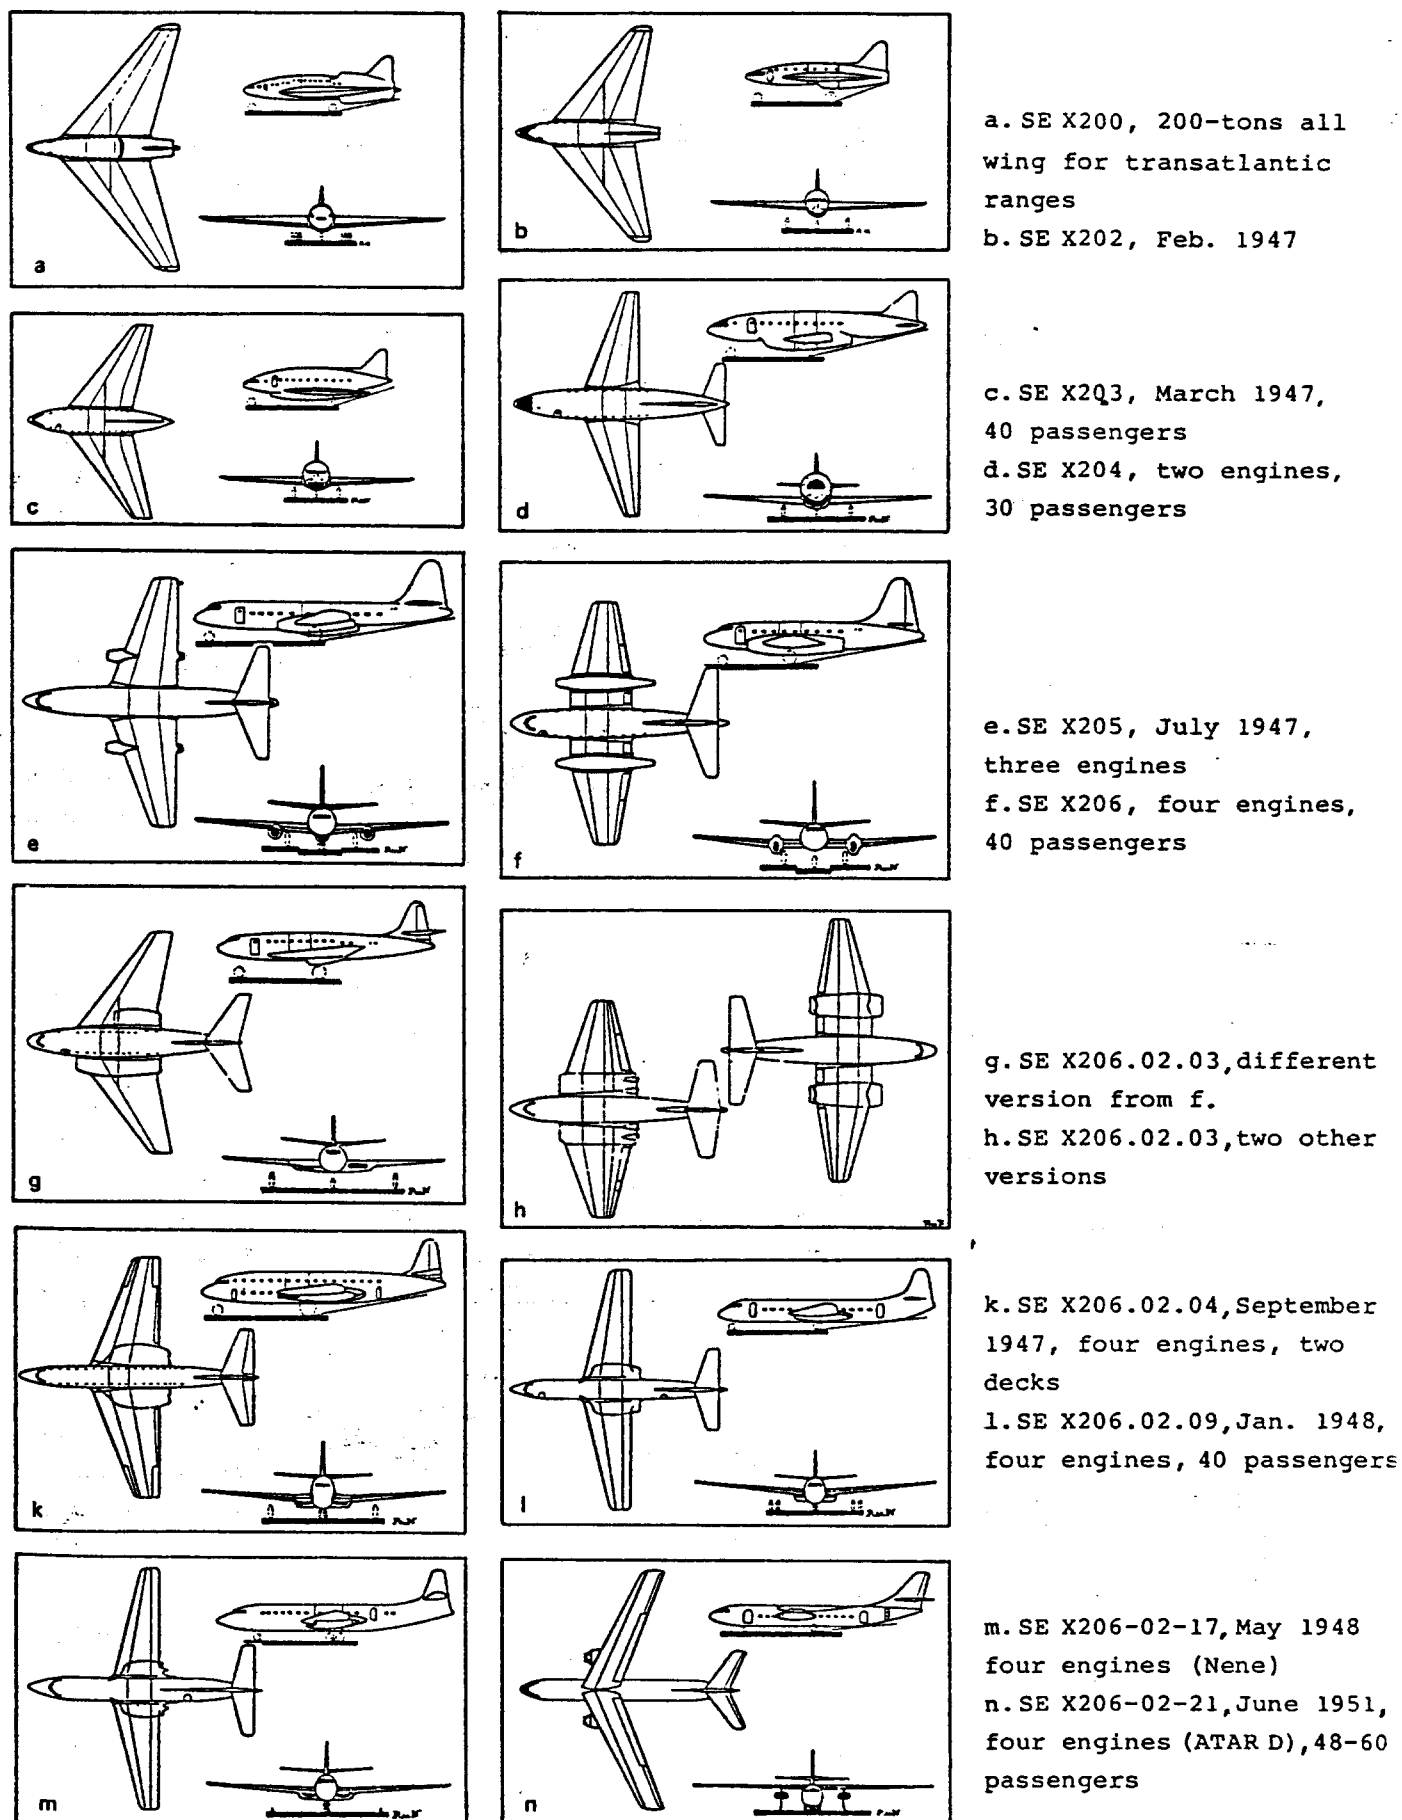 a
b
a. SE X200, 200-tons all
wing for transatlantic
ranges
b. SE X202, Feb. 1947
c
d
c. SE X203, March 1947,
40 passengers
d. SE X204, two engines,
30 passengers
e
f
e. SE X205, July 1947,
three engines
f. SE X206, four engines,
40 passengers
g
h
g. SE X206.02.03, different
version from f.
h. SE X206.02.03, two other
versions
k
l
k. SE X206.02.04, September
1947, four engines, two
decks
l. SE X206.02.09, Jan. 1948,
four engines, 40 passengers
m
n
m. SE X206-02-17, May 1948
four engines (Nene)
n. SE X206-02-21, June 1951,
four engines (ATAR D), 48-60
passengers